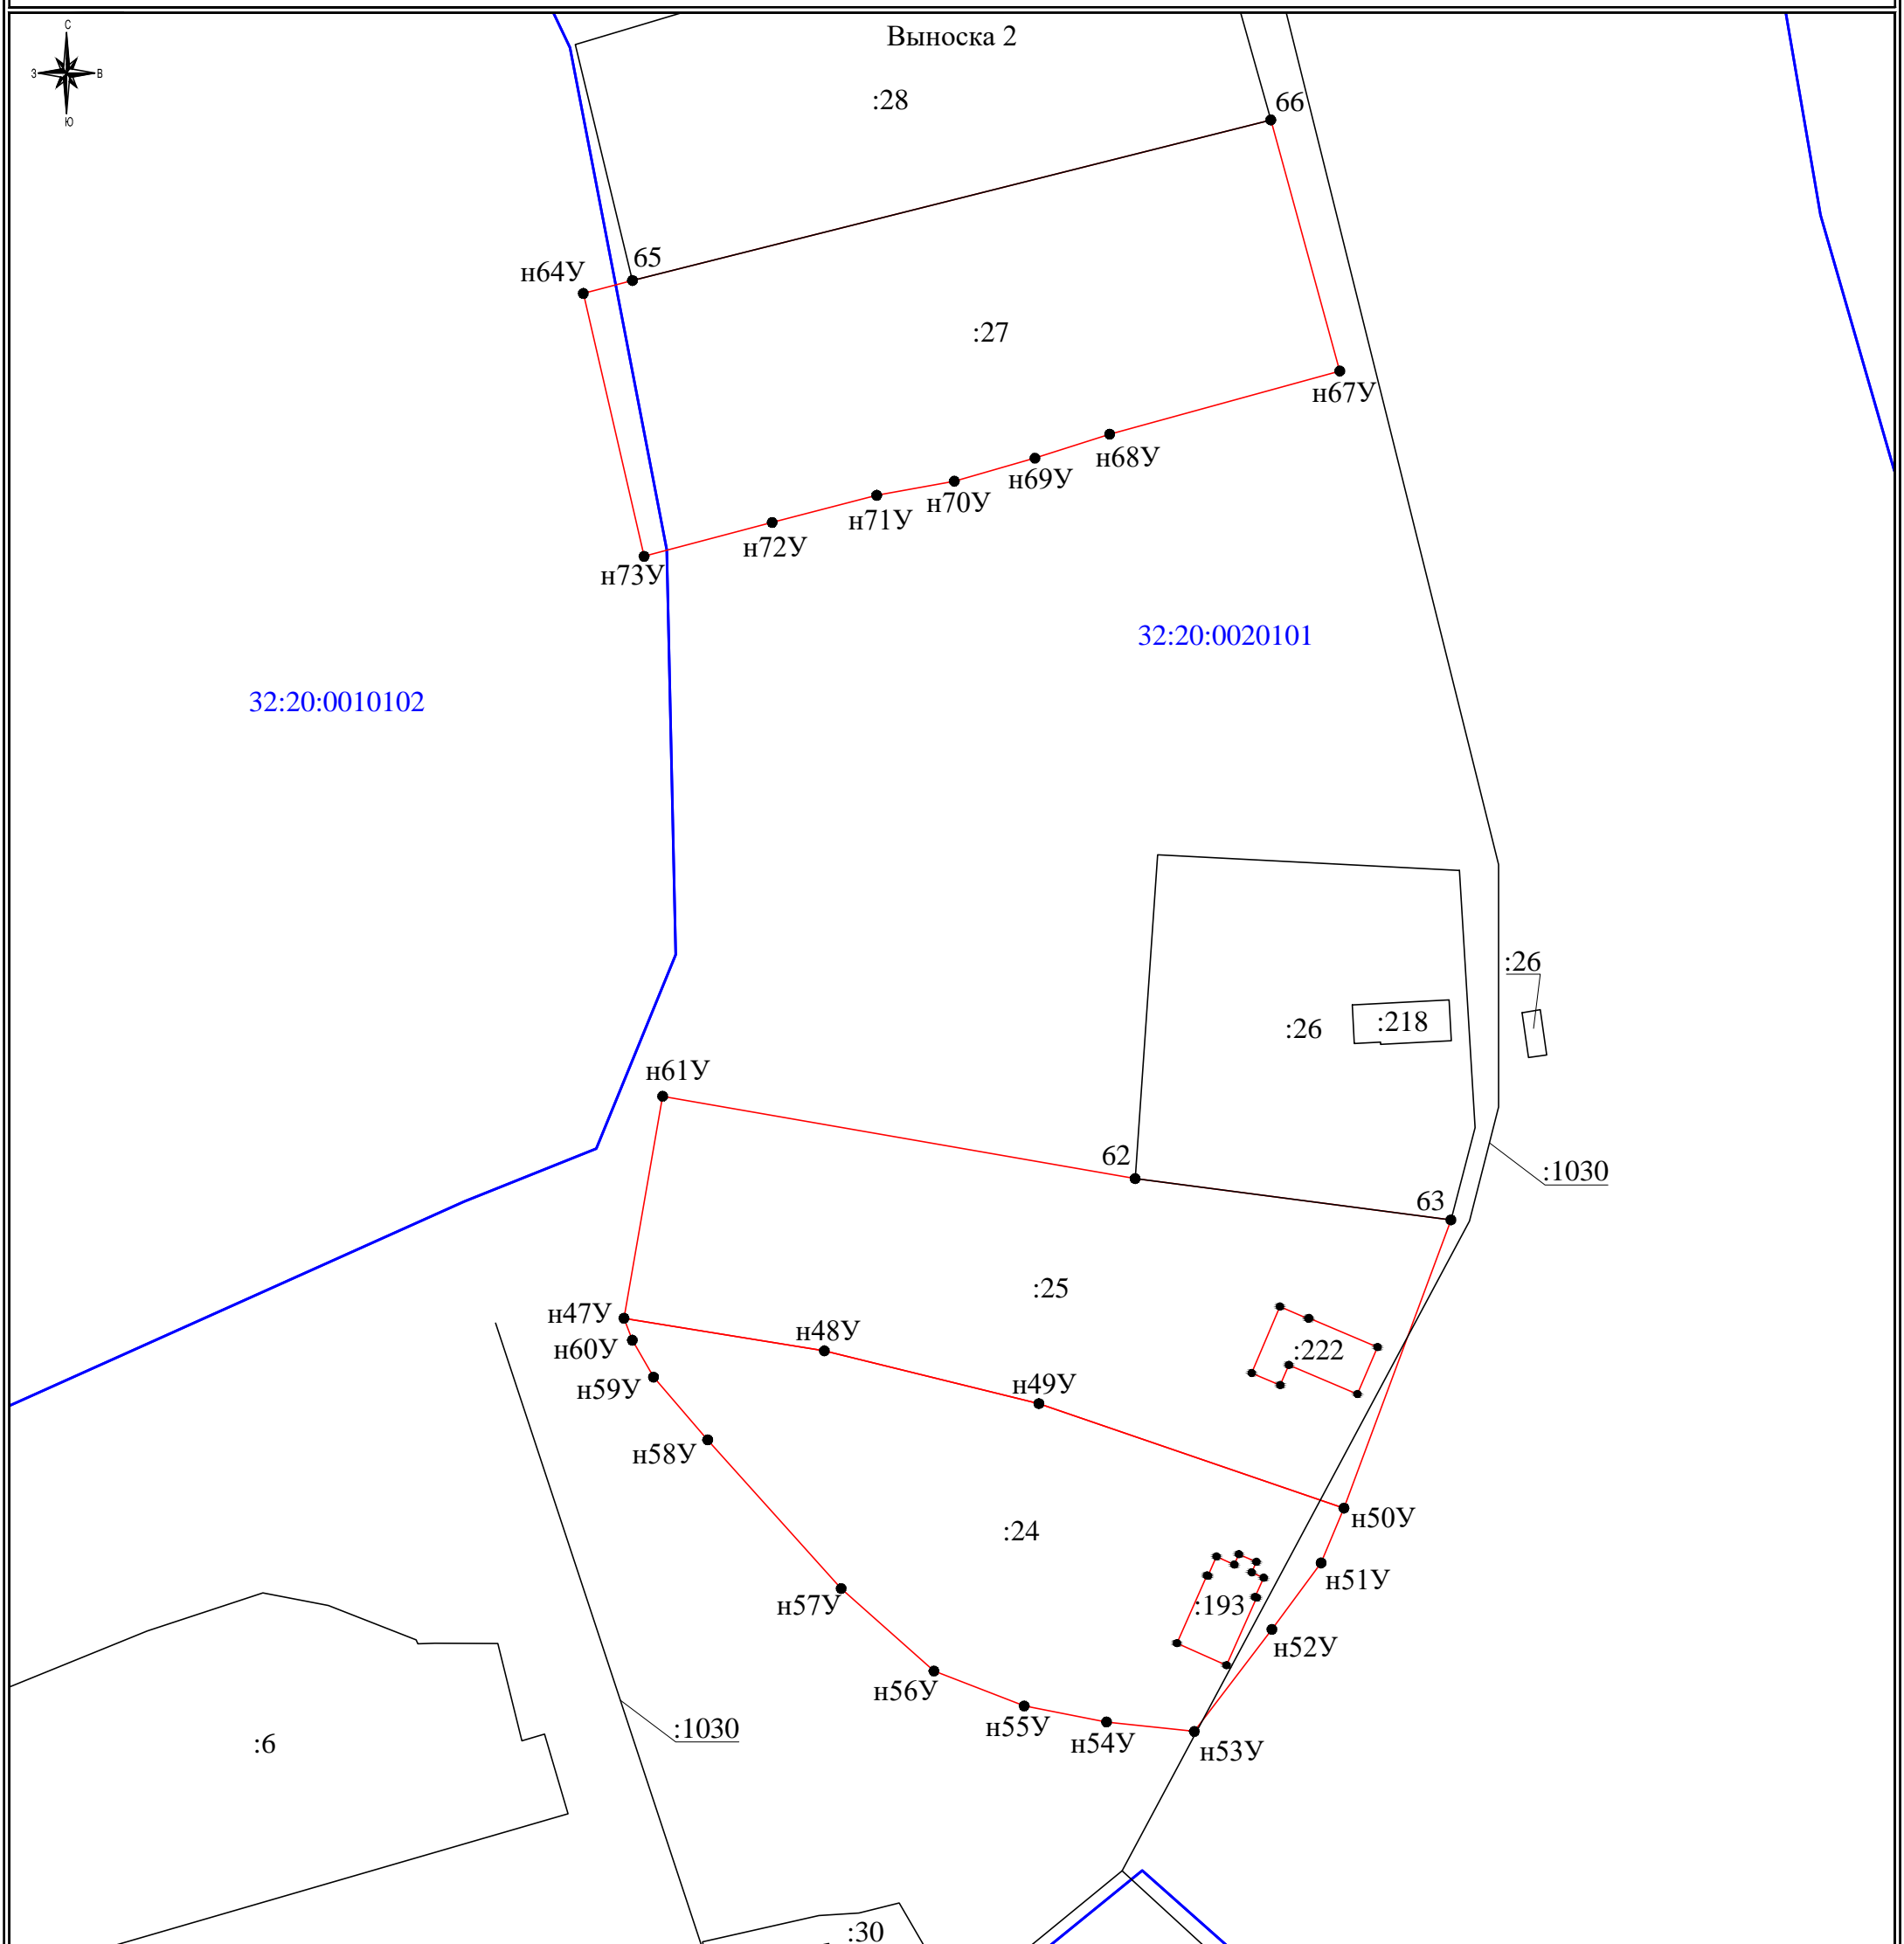 Выноска 2
С
З
В
Ю
:28
66
65
н64У
:27
н67У
н68У
н69У
н70У
н71У
н72У
н73У
32:20:0020101
32:20:0010102
:26
:26
:218
н61У
62
:1030
63
:25
н47У
н48У
н60У
:222
н59У
н49У
н58У
н50У
:24
н51У
н57У
:193
н52У
н56У
н55У
:1030
н54У
:6
н53У
:30